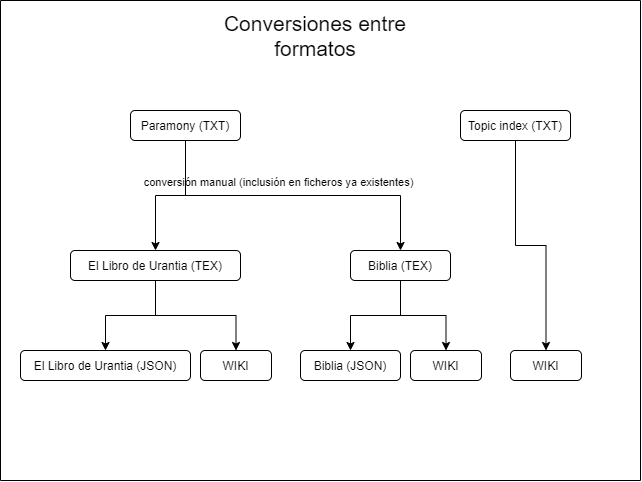 Conversiones entre
formatos
Paramony (TXT)
Topic index (TXT)
conversión manual (inclusión en ficheros ya existentes)
El Libro de Urantia (TEX)
Biblia (TEX)
El Libro de Urantia (JSON)
WIKI
Biblia (JSON)
WIKI
WIKI